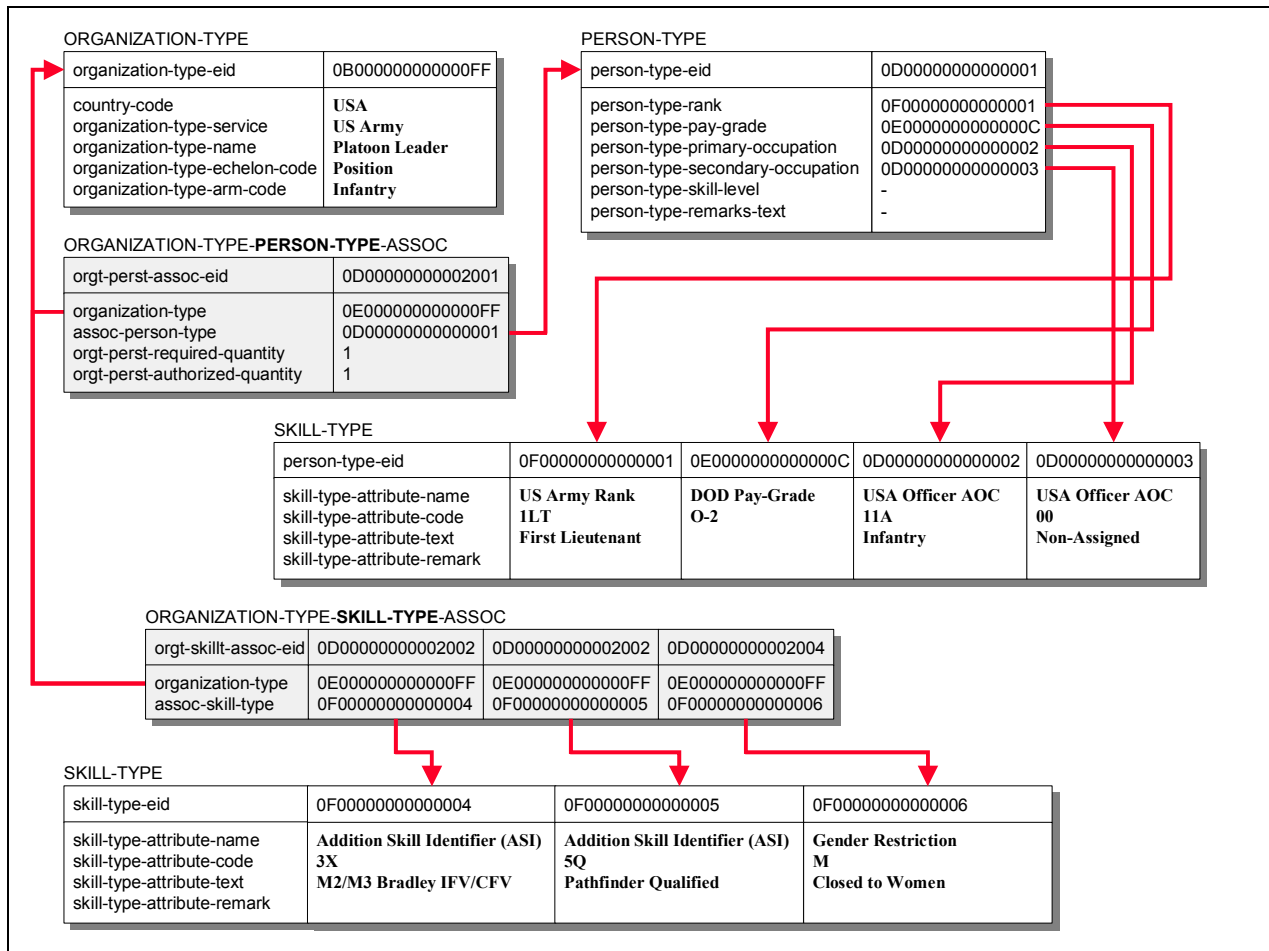 ORGANIZATION-TYPE
organization-type-eid 0B000000000000FF
country-code USA
organization-type-service US Army
organization-type-name Platoon Leader
organization-type-echelon-code Position
organization-type-arm-code Infantry
PERSON-TYPE
person-type-eid 0D00000000000001
person-type-rank 0F00000000000001
person-type-pay-grade 0E0000000000000C
person-type-primary-occupation 0D00000000000002
person-type-secondary-occupation 0D00000000000003
person-type-skill-level -
person-type-remarks-text -
ORGANIZATION-TYPE-PERSON-TYPE-ASSOC
orgt-perst-assoc-eid 0D00000000002001
organization-type 0E000000000000FF
assoc-person-type 0D00000000000001
orgt-perst-required-quantity 1
orgt-perst-authorized-quantity 1
SKILL-TYPE
person-type-eid 0F00000000000001 0E0000000000000C 0D00000000000002 0D00000000000003
skill-type-attribute-name US Army Rank DOD Pay-Grade USA Officer AOC USA Officer AOC
skill-type-attribute-code 1LT O-2 11A 00
skill-type-attribute-text First Lieutenant Infantry Non-Assigned
skill-type-attribute-remark
ORGANIZATION-TYPE-SKILL-TYPE-ASSOC
orgt-skillt-assoc-eid 0D00000000002002 0D00000000002002 0D00000000002004
organization-type 0E000000000000FF 0E000000000000FF 0E000000000000FF
assoc-skill-type 0F00000000000004 0F00000000000005 0F00000000000006
SKILL-TYPE
skill-type-eid 0F00000000000004 0F00000000000005 0F00000000000006
skill-type-attribute-name Addition Skill Identifier (ASI) Addition Skill Identifier (ASI) Gender Restriction
skill-type-attribute-code 3X 5Q M
skill-type-attribute-text M2/M3 Bradley IFV/CFV Pathfinder Qualified Closed to Women
skill-type-attribute-remark